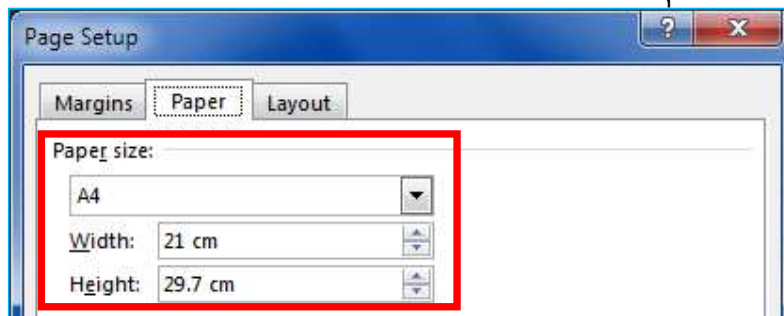 Page Setup
Margins Paper Layout
Paper size:
A4
Width: 21 cm
Height: 29.7 cm